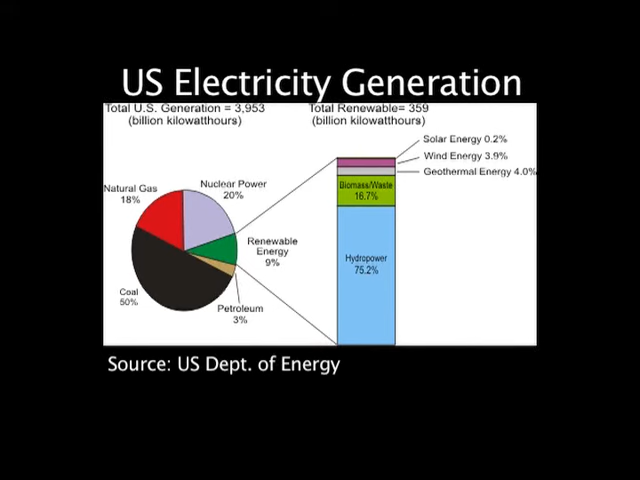 US Electricity Generation
Total U.S. Generation = 3,953
(billion kilowatthours)
Total Renewable= 359
(billion kilowatthours)
Solar Energy 0.2%
Wind Energy 3.9%
Geothermal Energy 4.0%
Natural Gas
18%
Nuclear Power
20%
Biomass/Waste
16.7%
Renewable
Energy
9%
Hydropower
75.2%
Coal
50%
Petroleum
3%
Source: US Dept. of Energy